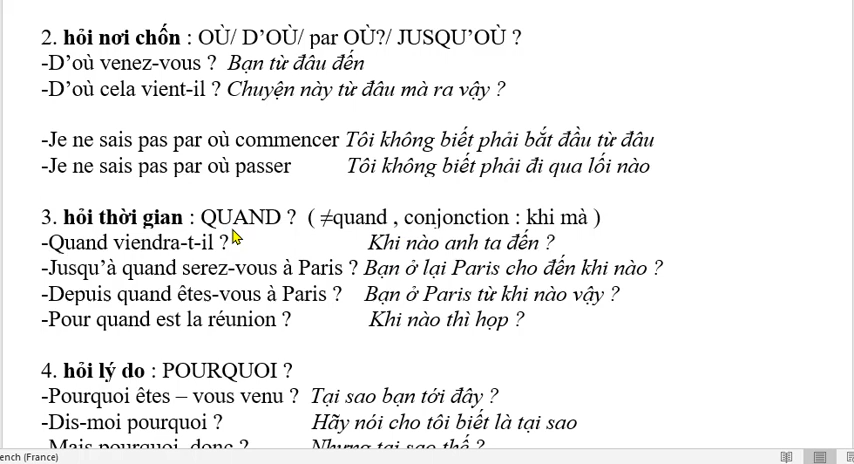 2. hỏi nơi chốn : OÙ/ D’OÙ/ par OÙ?/ JUSQU’OÙ ?
-D’où venez-vous ? Bạn từ đâu đến
-D’où cela vient-il ? Chuyện này từ đâu mà ra vậy ?
-Je ne sais pas par où commencer Tôi không biết phải bắt đầu từ đâu
-Je ne sais pas par où passer Tôi không biết phải đi qua lối nào
3. hỏi thời gian : QUAND ? ( ≠quand , conjonction : khi mà )
-Quand viendra-t-il ? Khi nào anh ta đến ?
-Jusqu’à quand serez-vous à Paris ? Bạn ở lại Paris cho đến khi nào ?
-Depuis quand êtes-vous à Paris ? Bạn ở Paris từ khi nào vậy ?
-Pour quand est la réunion ? Khi nào thì họp ?
4. hỏi lý do : POURQUOI ?
-Pourquoi êtes – vous venu ? Tại sao bạn tới đây ?
-Dis-moi pourquoi ? Hãy nói cho tôi biết là tại sao
-Mais pourquoi donc ? Nhưng tại sao thế ?
ench (France)